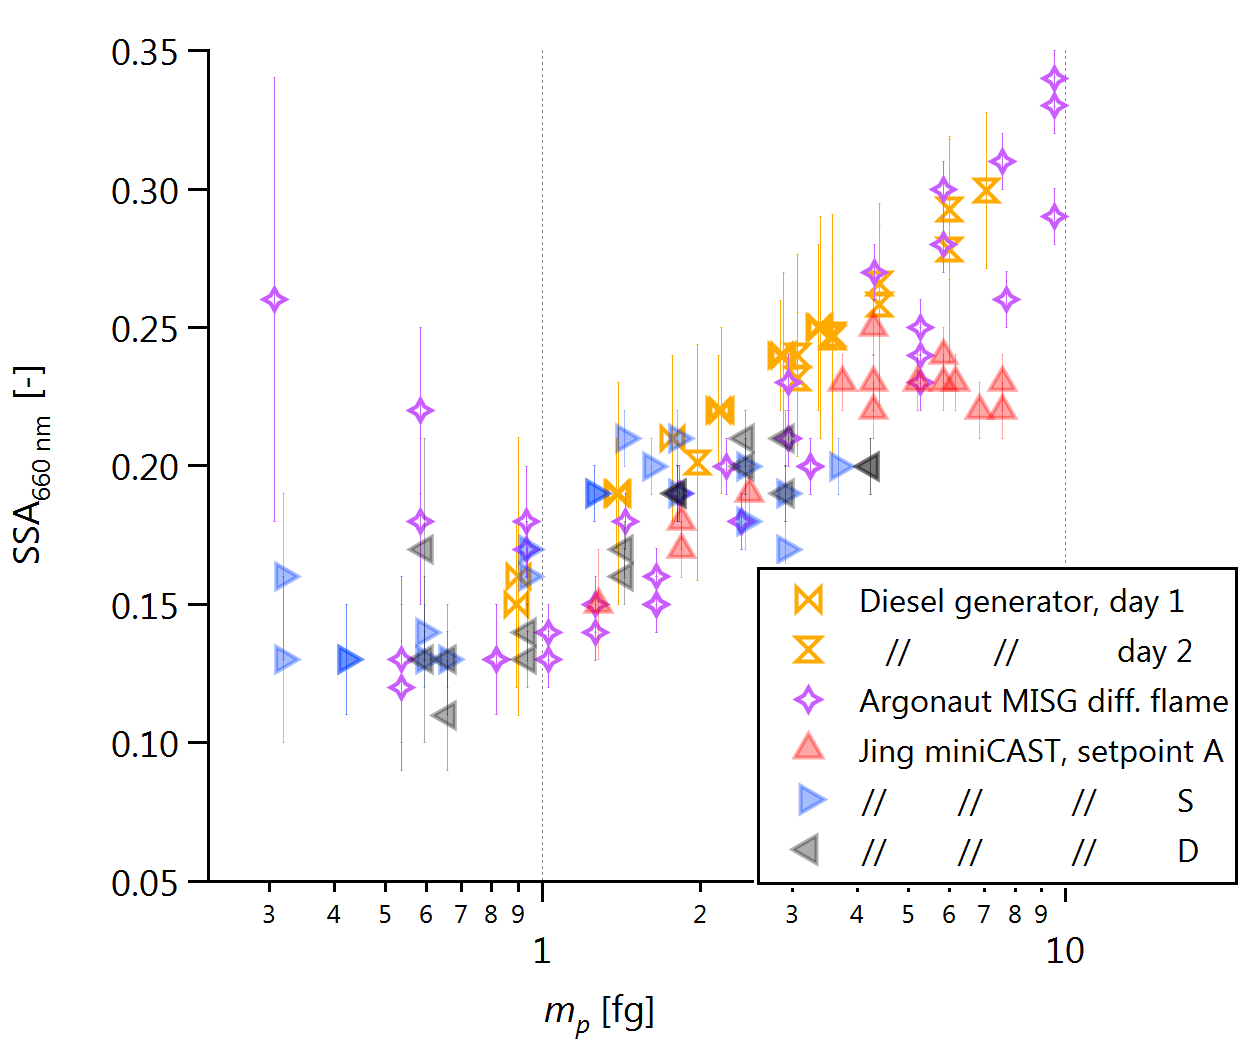 0.35
0.30
0.25
0.20
0.15
0.10
0.05
SSA660 nm [-]
3 4 5 6 7 8 9 2 3 4 5 6 7 8 9
1 10
mp [fg]
Diesel generator, day 1
// // day 2
Argonaut MISG diff. flame
Jing miniCAST, setpoint A
// // // S
// // // D